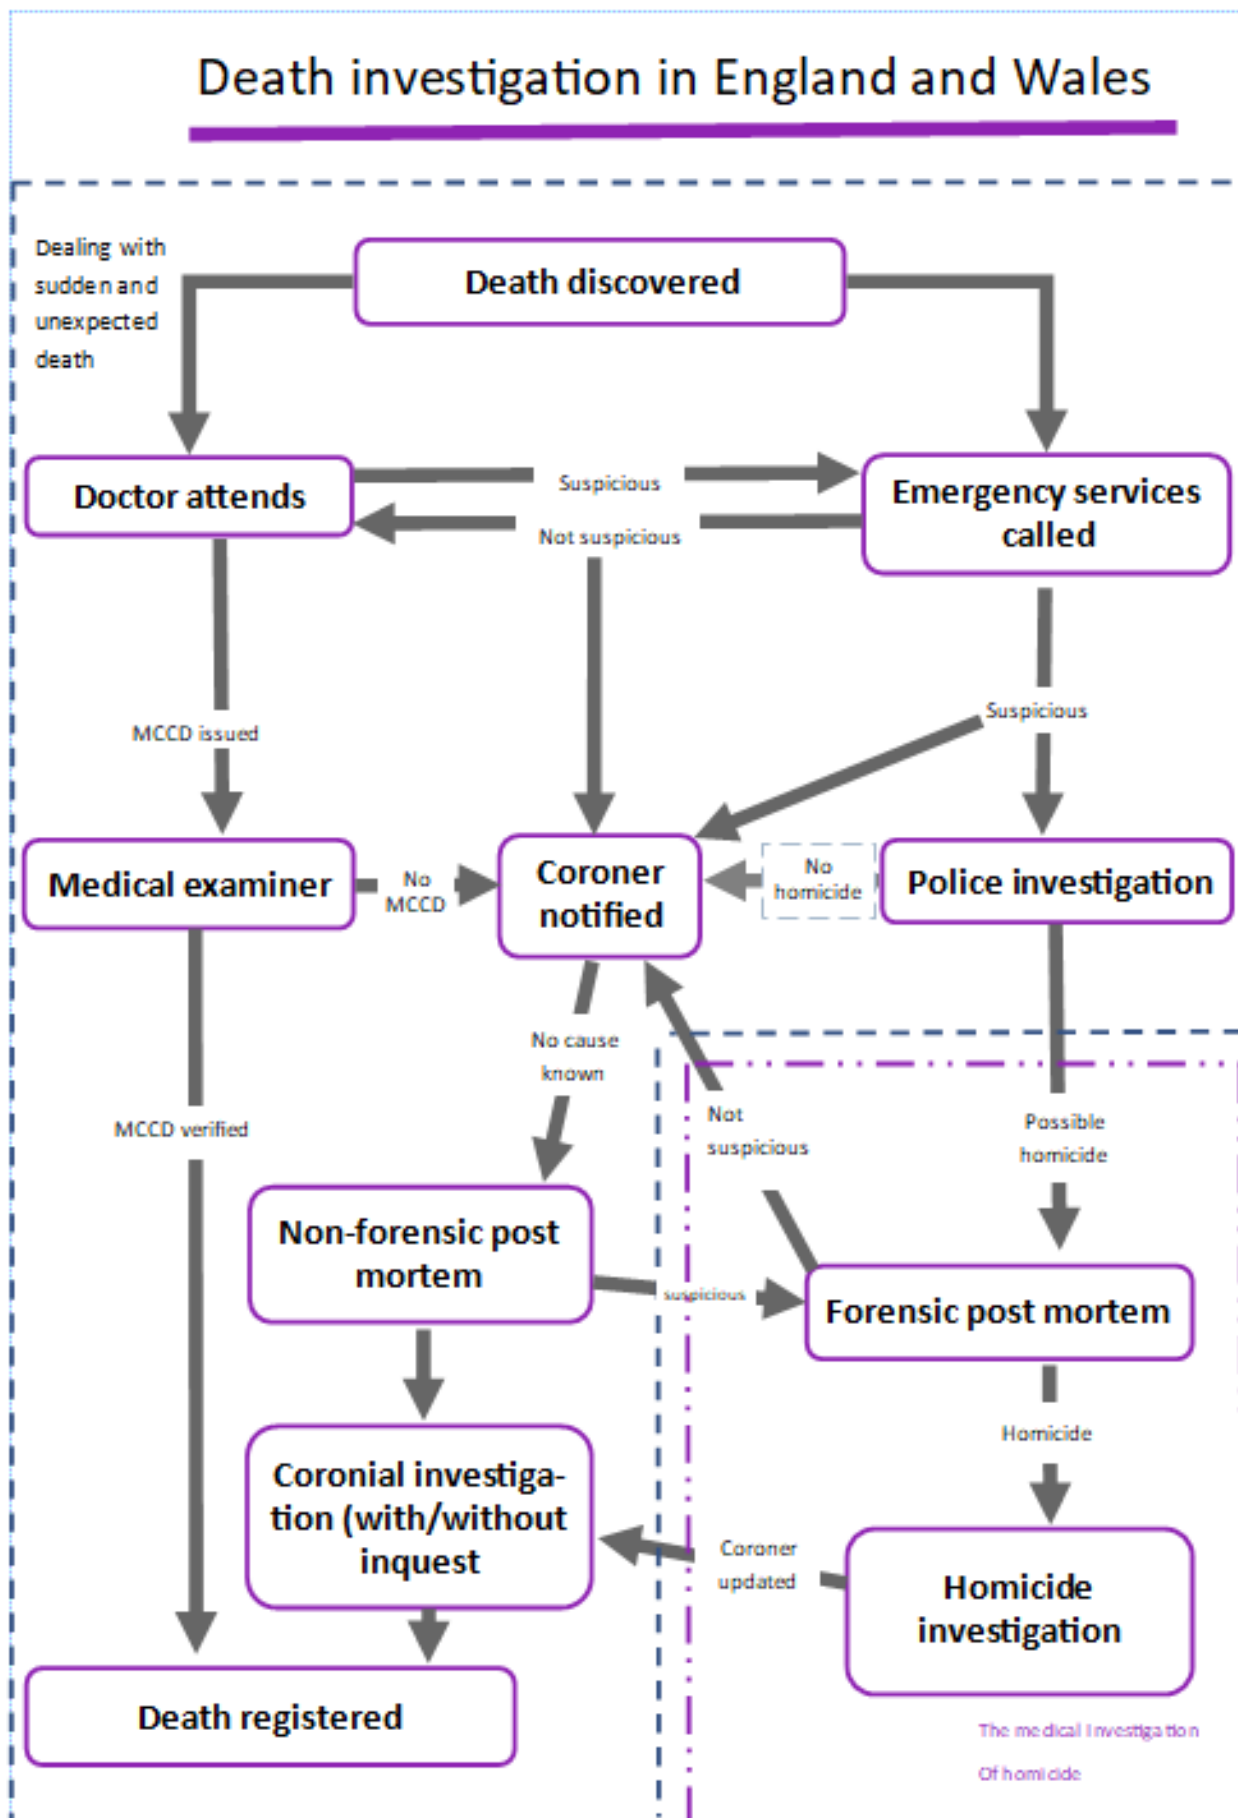 Death investigation in England and Wales
Dealing with
sudden and
unexpected
death
Death discovered
Doctor attends
Suspicious
Not suspicious
Emergency services
called
MCCD issued
Suspicious
Medical examiner
No
MCCD
Coroner
notified
No
homicide
Police investigation
No cause
known
MCCD verified
Not
suspicious
Possible
homicide
Non-forensic post
mortem
suspicious
Forensic post mortem
Homicide
Coronial investiga-
tion (with/without
inquest
Coroner
updated
Homicide
investigation
Death registered
The medical Investigation
Of homicide